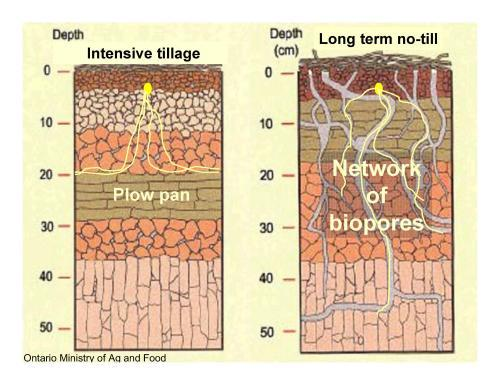 Depth
Intensive tillage
0
10
20
30
40
50
Plow pan
Depth
(cm)
Long term no-till
0
10
20
30
40
50
Network
of
biopores
Ontario Ministry of Ag and Food